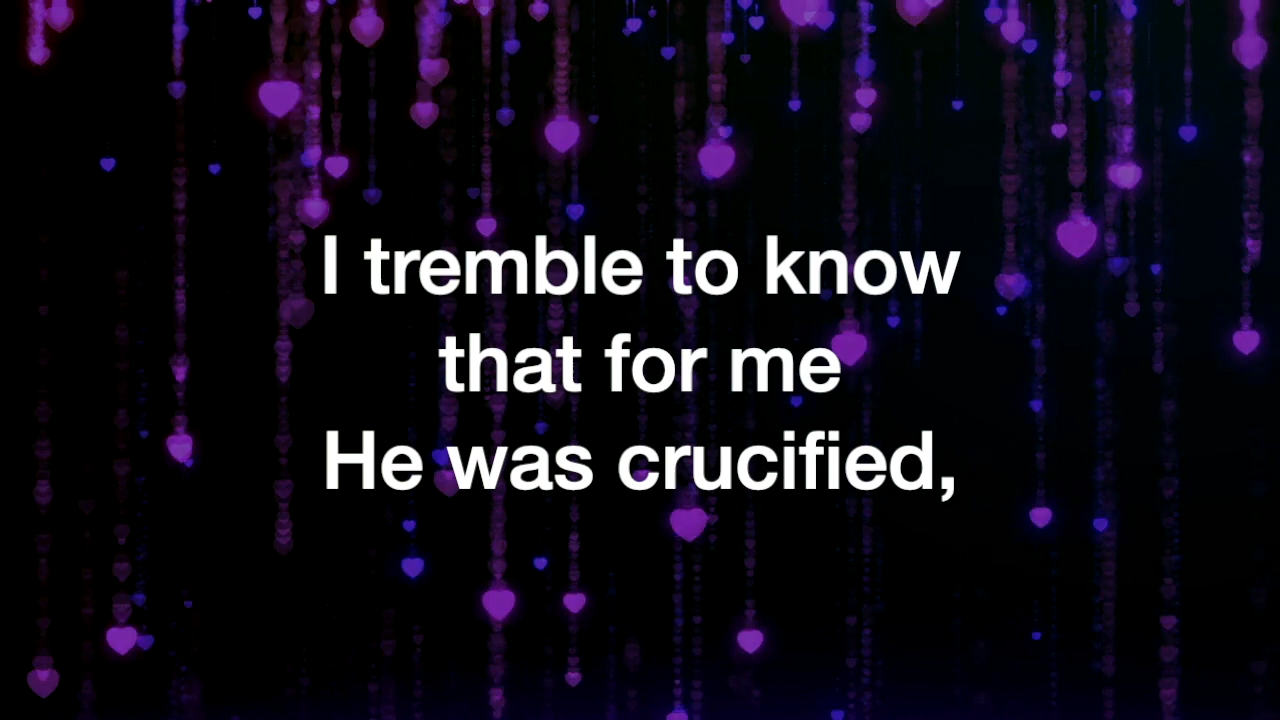 I tremble to know
that for me
He was crucified,